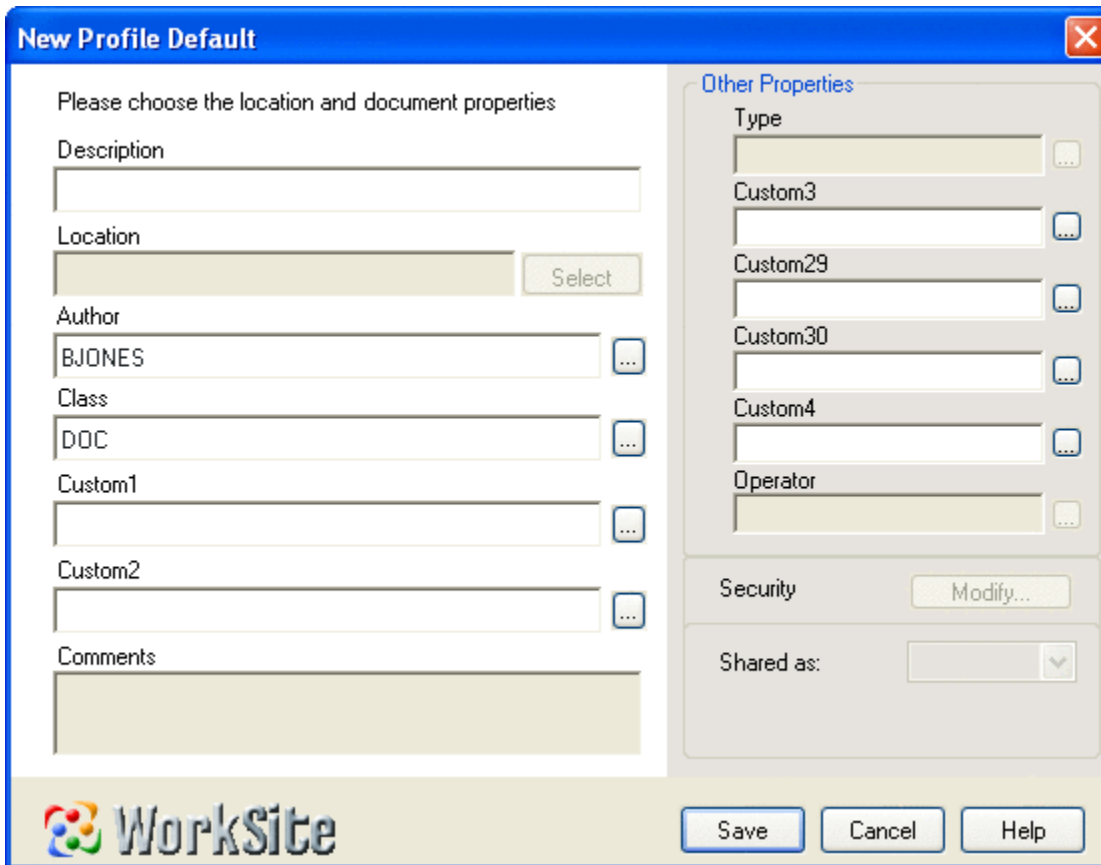 New Profile Default
Please choose the location and document properties
Description
Location
Select
Author
BJONES
...
Class
DOC
...
Custom1
...
Custom2
...
Comments
Other Properties
Type
...
Custom3
...
Custom29
...
Custom30
...
Custom4
...
Operator
...
Security
Modify...
Shared as:
WorkSite
Save
Cancel
Help